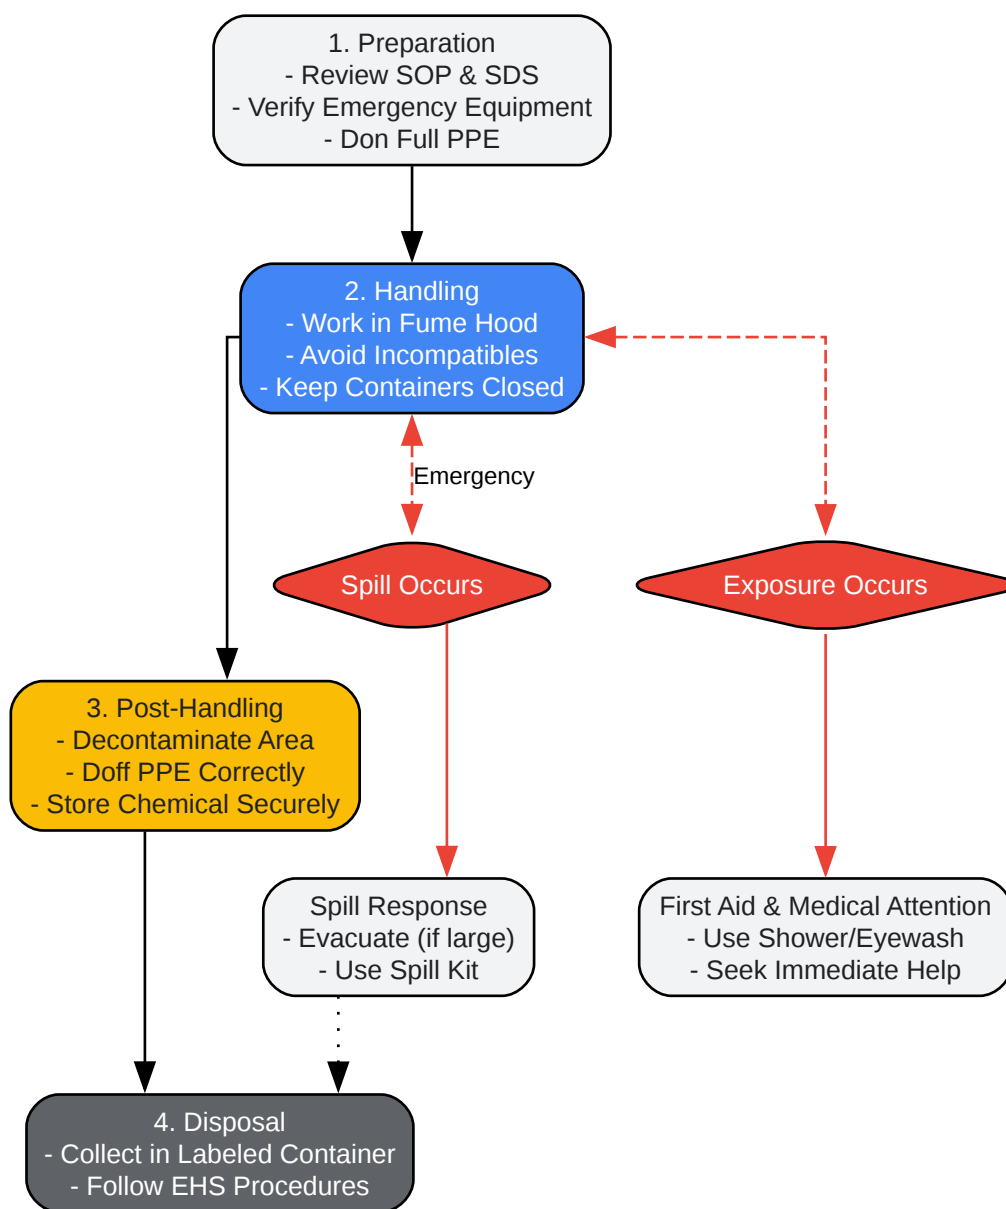 1. Preparation
- Review SOP & SDS
- Verify Emergency Equipment
- Don Full PPE
2. Handling
- Work in Fume Hood
- Avoid Incompatibles
- Keep Containers Closed
Emergency
Spill Occurs
Exposure Occurs
3. Post-Handling
- Decontaminate Area
- Doff PPE Correctly
- Store Chemical Securely
Spill Response
- Evacuate (if large)
- Use Spill Kit
First Aid & Medical Attention
- Use Shower/Eyewash
- Seek Immediate Help
4. Disposal
- Collect in Labeled Container
- Follow EHS Procedures